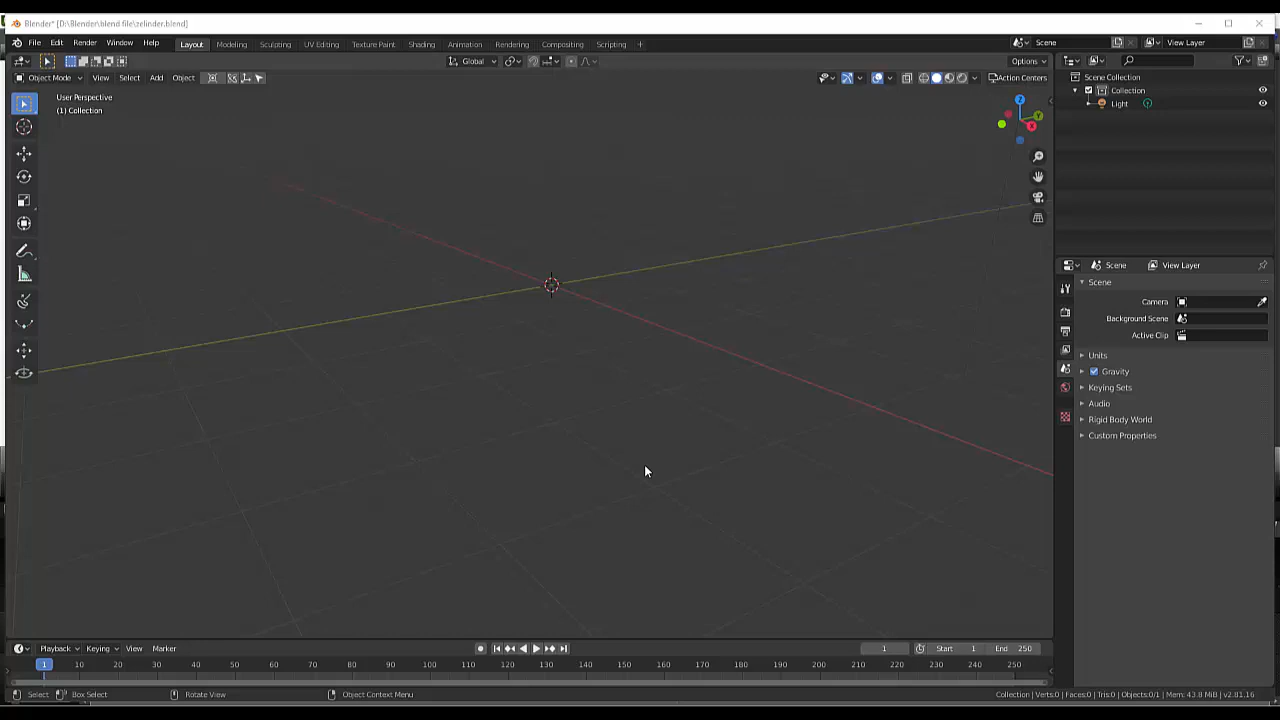 Blender* [D:\Blender\blend file\zelinder.blend]
File Edit Render Window Help Layout Modeling Sculpting UV Editing Texture Paint Shading Animation Rendering Compositing Scripting + Scene View Layer
Global Options
Object Mode View Select Add Object Action Centers
User Perspective
(1) Collection
Z
Y
X
Scene Collection
Collection
Light
Scene View Layer
Scene
Camera
Background Scene
Active Clip
Units
Gravity
Keying Sets
Audio
Rigid Body World
Custom Properties
Playback Keying View Marker 1 Start 1 End 250
1 10 20 30 40 50 60 70 80 90 100 110 120 130 140 150 160 170 180 190 200 210 220 230 240 250
Select Box Select Rotate View Object Context Menu Collection | Verts:0 | Faces:0 | Tris:0 | Objects:0/1 | Mem: 43.8 MiB | v2.81.16